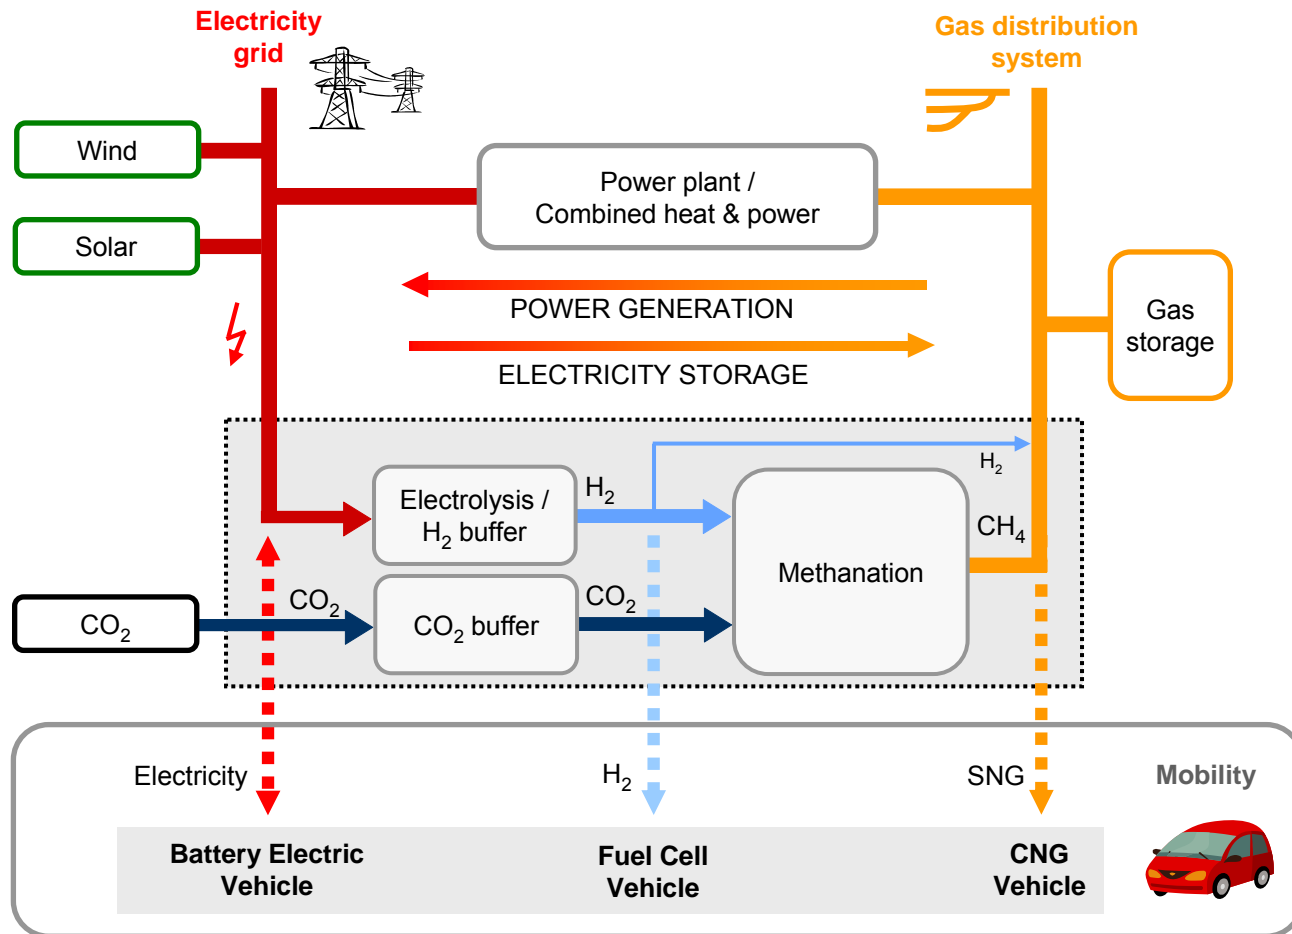 Electricity
grid
Gas distribution
system
Wind
Power plant /
Combined heat & power
Solar
POWER GENERATION
Gas
storage
ELECTRICITY STORAGE
H₂
H₂
Electrolysis /
H₂ buffer
CH₄
Methanation
CO₂
CO₂
CO₂
CO₂ buffer
Electricity
H₂
SNG
Mobility
Battery Electric
Vehicle
Fuel Cell
Vehicle
CNG
Vehicle